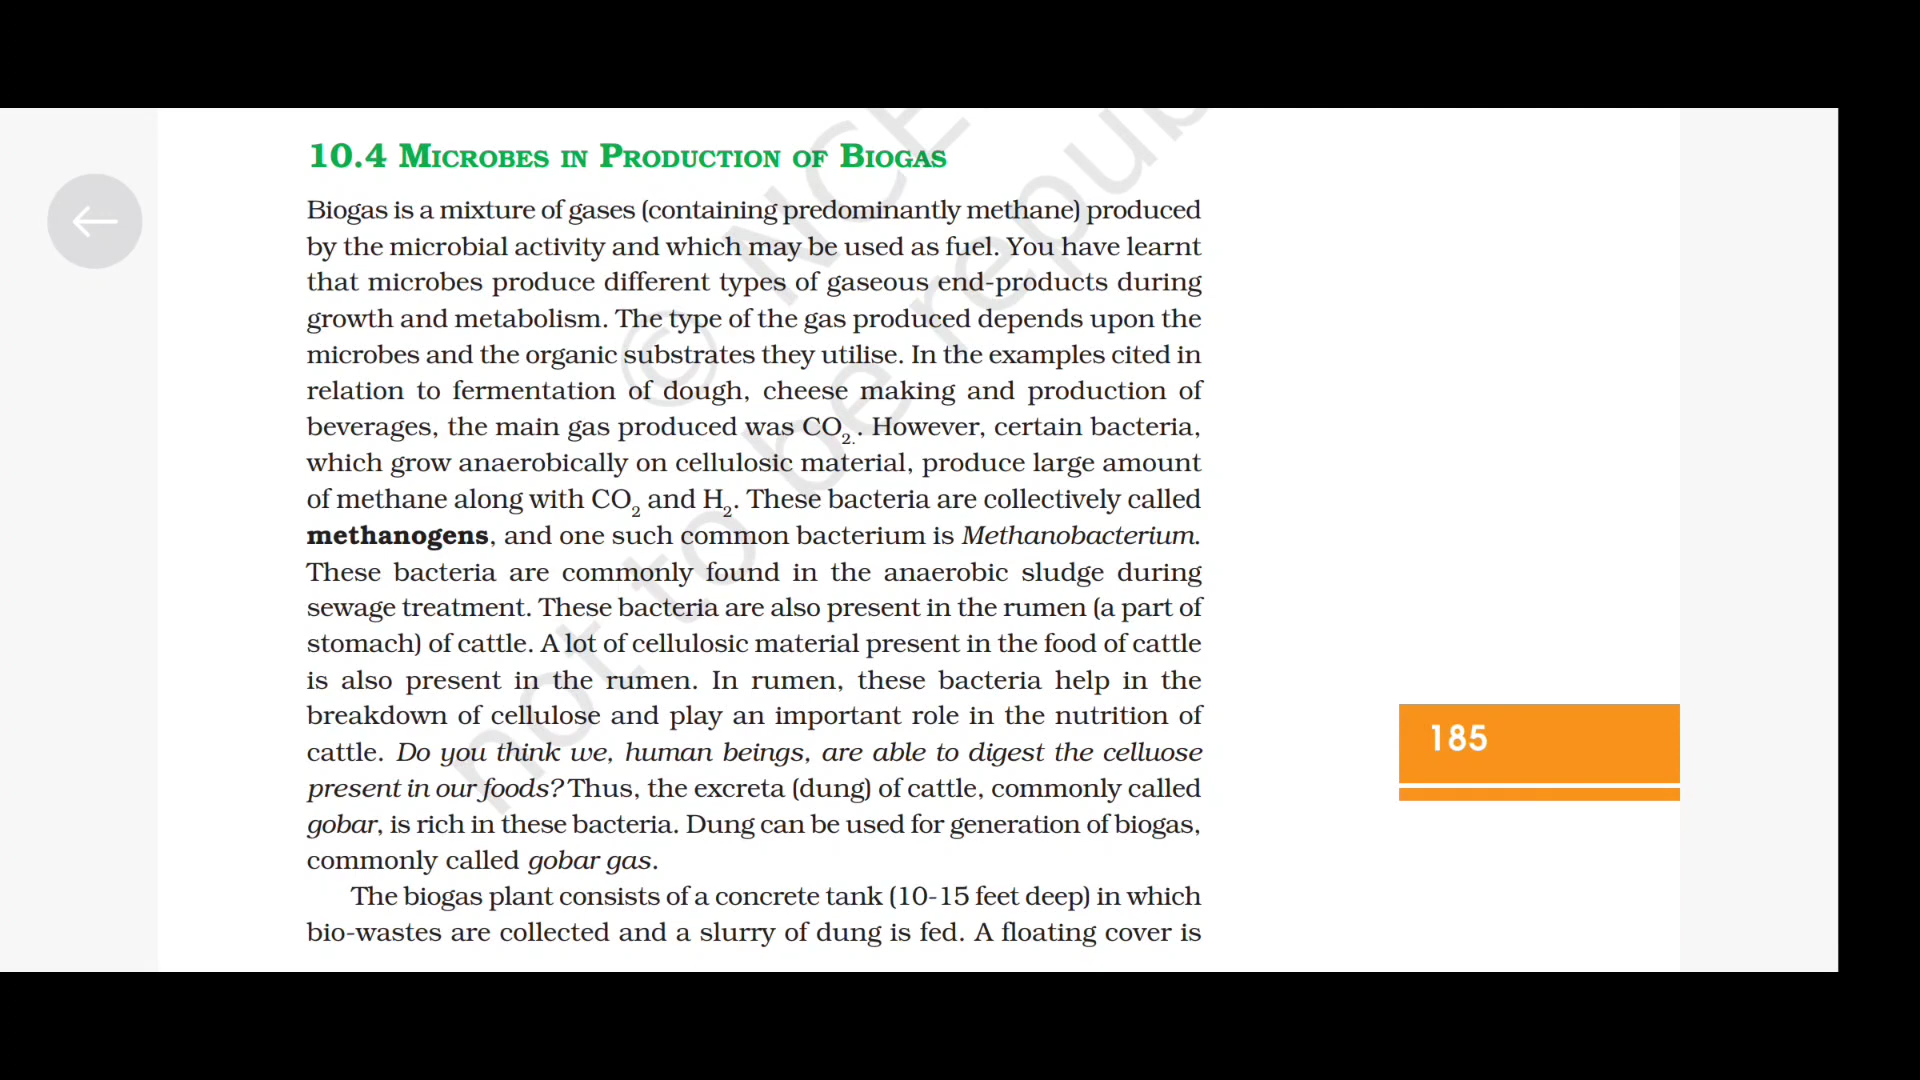 10.4 Microbes in Production of Biogas
Biogas is a mixture of gases (containing predominantly methane) produced
by the microbial activity and which may be used as fuel. You have learnt
that microbes produce different types of gaseous end-products during
growth and metabolism. The type of the gas produced depends upon the
microbes and the organic substrates they utilise. In the examples cited in
relation to fermentation of dough, cheese making and production of
beverages, the main gas produced was CO₂.. However, certain bacteria,
which grow anaerobically on cellulosic material, produce large amount
of methane along with CO₂ and H₂. These bacteria are collectively called
methanogens, and one such common bacterium is Methanobacterium.
These bacteria are commonly found in the anaerobic sludge during
sewage treatment. These bacteria are also present in the rumen (a part of
stomach) of cattle. A lot of cellulosic material present in the food of cattle
is also present in the rumen. In rumen, these bacteria help in the
breakdown of cellulose and play an important role in the nutrition of
cattle. Do you think we, human beings, are able to digest the celluose
present in our foods? Thus, the excreta (dung) of cattle, commonly called
gobar, is rich in these bacteria. Dung can be used for generation of biogas,
commonly called gobar gas.
The biogas plant consists of a concrete tank (10-15 feet deep) in which
bio-wastes are collected and a slurry of dung is fed. A floating cover is
185
© NCE
not to be repub